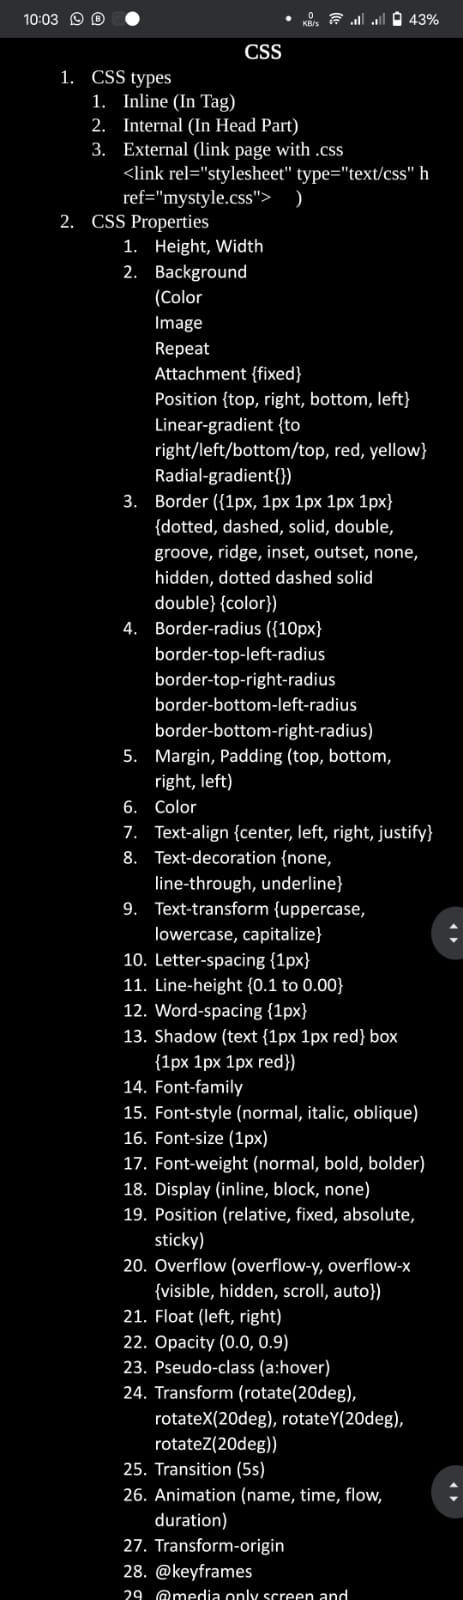 10:03
0 KB/s
43%
CSS
1. CSS types
1. Inline (In Tag)
2. Internal (In Head Part)
3. External (link page with .css
<link rel="stylesheet" type="text/css" h
ref="mystyle.css"> )
2. CSS Properties
1. Height, Width
2. Background
(Color
Image
Repeat
Attachment {fixed}
Position {top, right, bottom, left}
Linear-gradient {to
right/left/bottom/top, red, yellow}
Radial-gradient{})
3. Border ({1px, 1px 1px 1px 1px}
{dotted, dashed, solid, double,
groove, ridge, inset, outset, none,
hidden, dotted dashed solid
double} {color})
4. Border-radius ({10px}
border-top-left-radius
border-top-right-radius
border-bottom-left-radius
border-bottom-right-radius)
5. Margin, Padding (top, bottom,
right, left)
6. Color
7. Text-align {center, left, right, justify}
8. Text-decoration {none,
line-through, underline}
9. Text-transform {uppercase,
lowercase, capitalize}
10. Letter-spacing {1px}
11. Line-height {0.1 to 0.00}
12. Word-spacing {1px}
13. Shadow (text {1px 1px red} box
{1px 1px 1px red})
14. Font-family
15. Font-style (normal, italic, oblique)
16. Font-size (1px)
17. Font-weight (normal, bold, bolder)
18. Display (inline, block, none)
19. Position (relative, fixed, absolute,
sticky)
20. Overflow (overflow-y, overflow-x
{visible, hidden, scroll, auto})
21. Float (left, right)
22. Opacity (0.0, 0.9)
23. Pseudo-class (a:hover)
24. Transform (rotate(20deg),
rotateX(20deg), rotateY(20deg),
rotateZ(20deg))
25. Transition (5s)
26. Animation (name, time, flow,
duration)
27. Transform-origin
28. @keyframes
29. @media only screen and